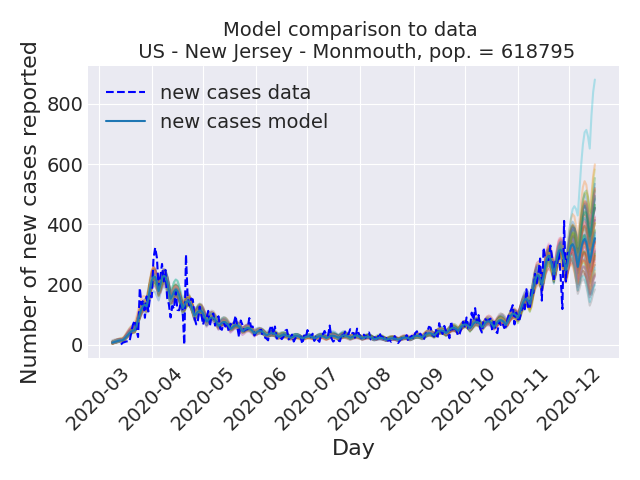 Model comparison to data
US - New Jersey - Monmouth, pop. = 618795
Number of new cases reported
800
600
400
200
0
new cases data
new cases model
2020-03
2020-04
2020-05
2020-06
2020-07
2020-08
2020-09
2020-10
2020-11
2020-12
Day